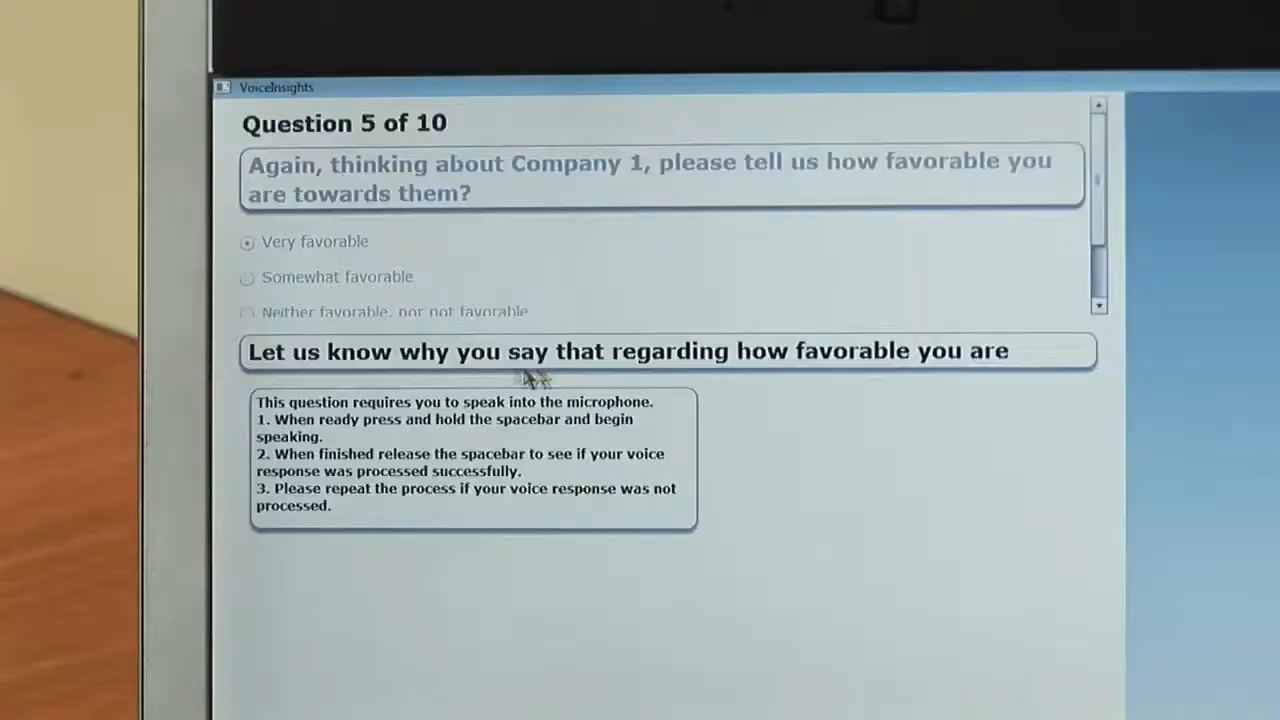 VoiceInsights
Question 5 of 10
Again, thinking about Company 1, please tell us how favorable you
are towards them?
Very favorable
Somewhat favorable
Neither favorable, nor not favorable
Let us know why you say that regarding how favorable you are
This question requires you to speak into the microphone.
1. When ready press and hold the spacebar and begin
speaking.
2. When finished release the spacebar to see if your voice
response was processed successfully.
3. Please repeat the process if your voice response was not
processed.